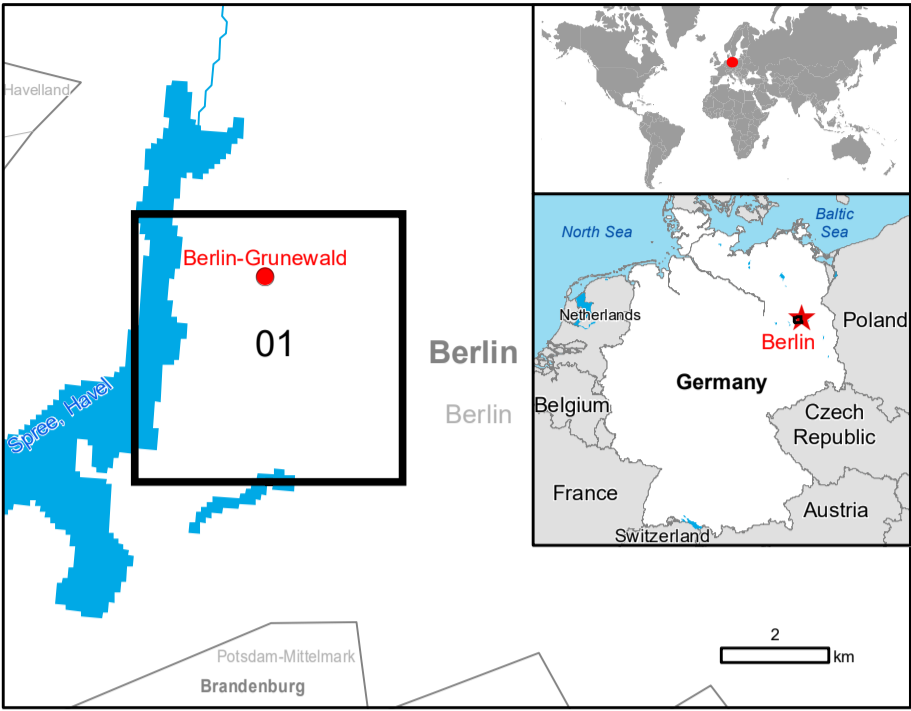 Havelland
Berlin-Grunewald
01
Berlin
Berlin
Spree, Havel
Potsdam-Mittelmark
Brandenburg
North Sea
Baltic
Sea
Netherlands
Poland
Berlin
Germany
Belgium
Czech
Republic
France
Austria
Switzerland
2
km